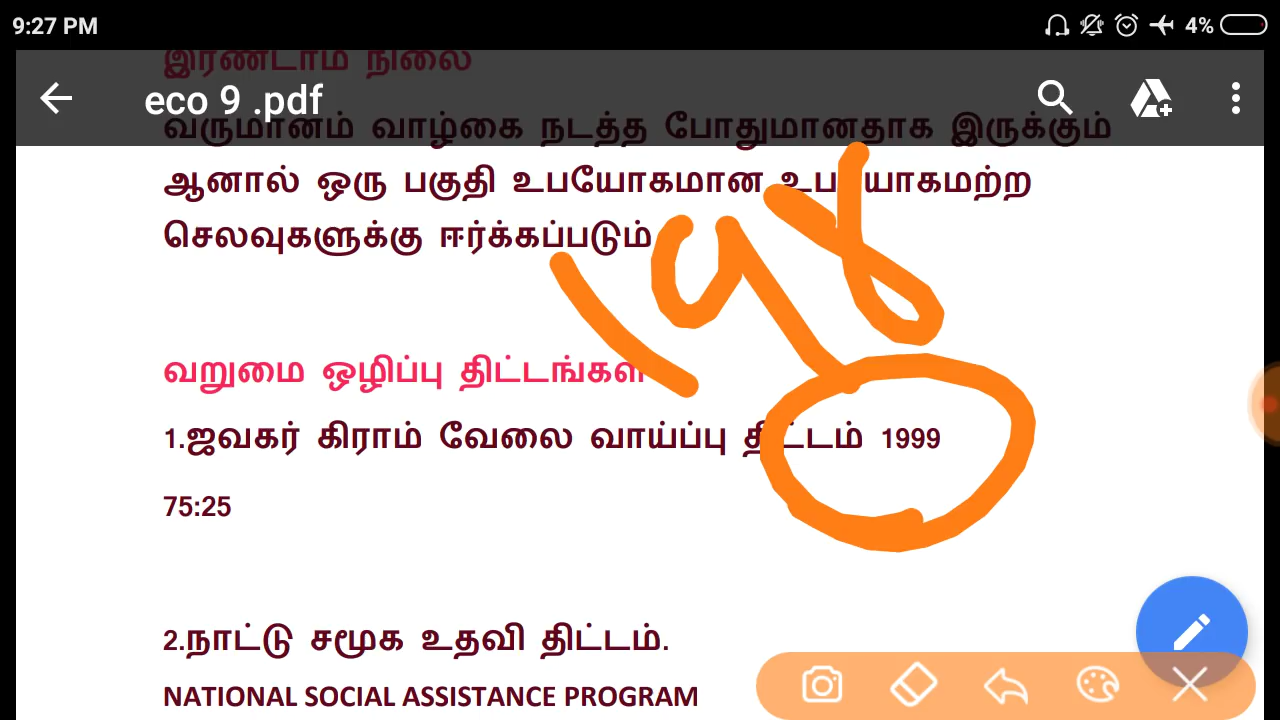 9:27 PM 4%
இரண்டாம் நிலை
eco 9 .pdf
வருமானம் வாழ்கை நடத்த போதுமானதாக இருக்கும்
ஆனால் ஒரு பகுதி உபயோகமான உபயோகமற்ற
செலவுகளுக்கு ஈர்க்கப்படும்
198
வறுமை ஒழிப்பு திட்டங்கள்
1.ஜவகர் கிராம் வேலை வாய்ப்பு திட்டம் 1999
75:25
2.நாட்டு சமூக உதவி திட்டம்.
NATIONAL SOCIAL ASSISTANCE PROGRAM